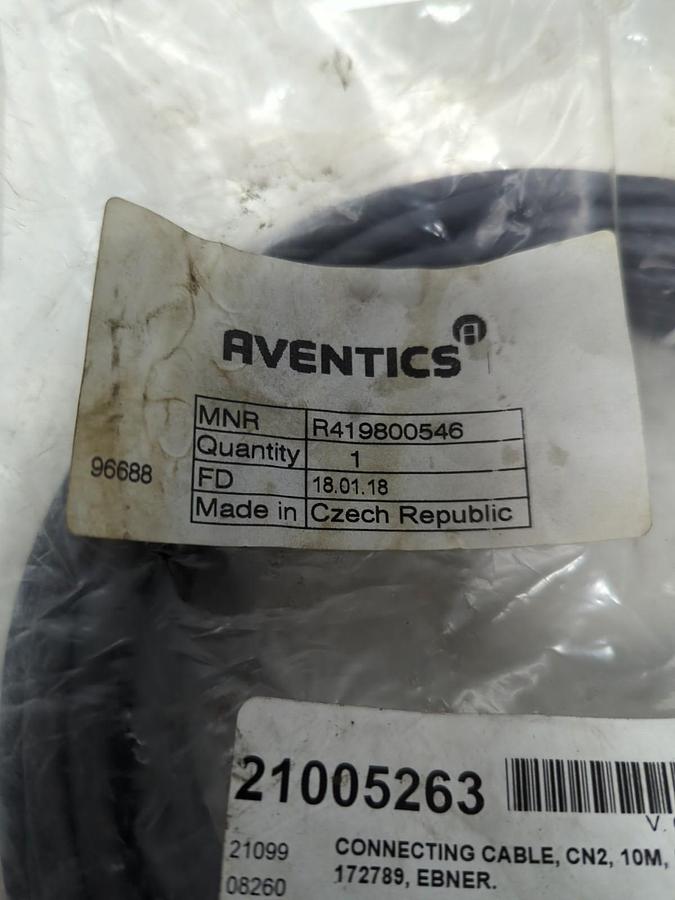 AVENTICS
MNR R419800546
Quantity 1
96688
FD 18.01.18
Made in Czech Republic
21005263
V.
21099 CONNECTING CABLE, CN2, 10M,
08260 172789, EBNER.